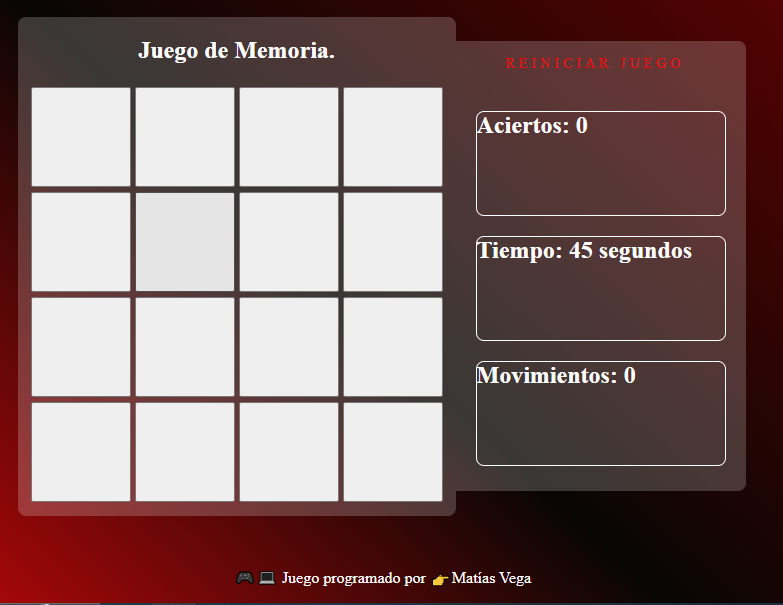 Juego de Memoria.
REINICIAR JUEGO
Aciertos: 0
Tiempo: 45 segundos
Movimientos: 0
🎮 💻 Juego programado por 👉 Matías Vega